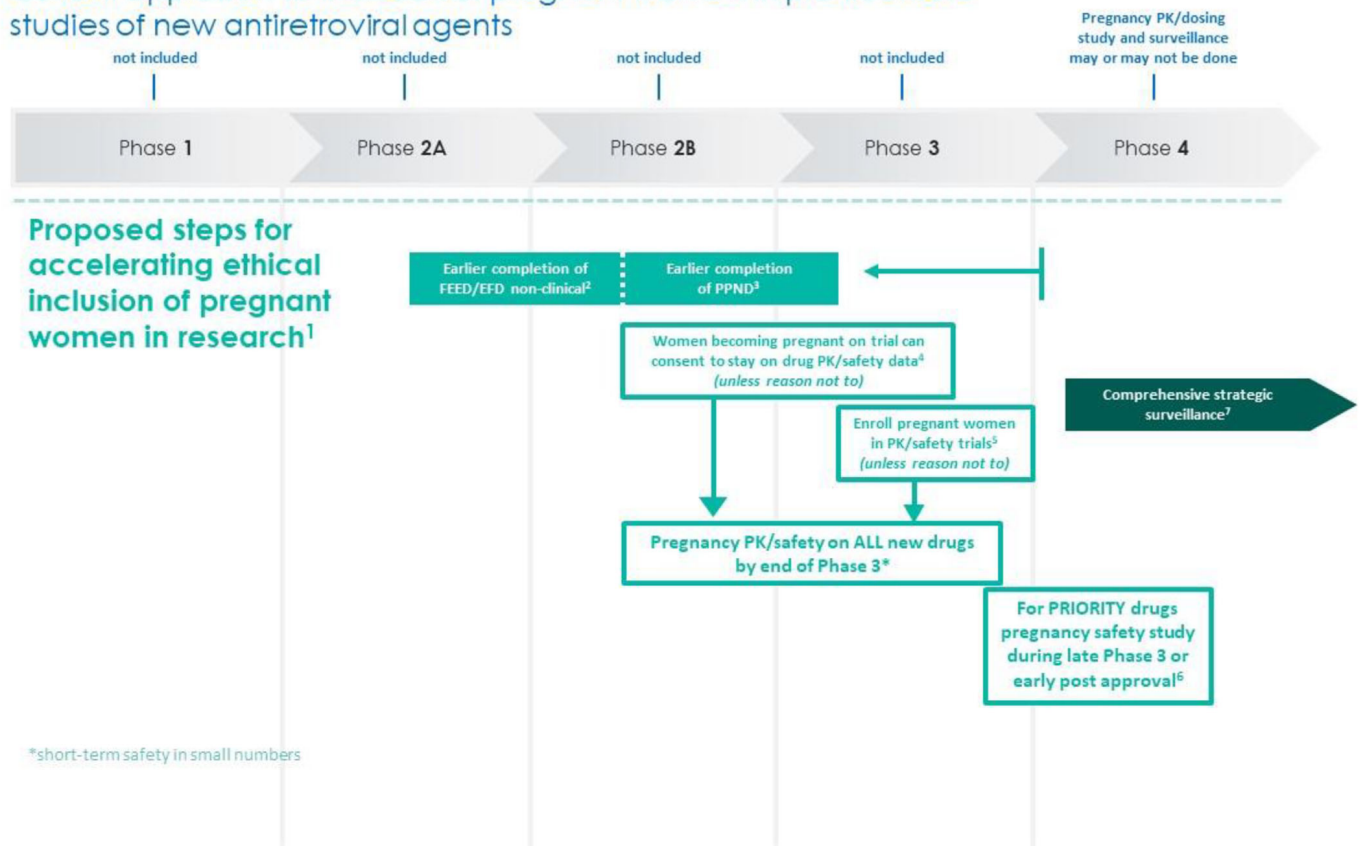 studies of new antiretroviral agents
not included
not included
not included
not included
Pregnancy PK/dosing
study and surveillance
may or may not be done
Phase 1
Phase 2A
Phase 2B
Phase 3
Phase 4
Proposed steps for
accelerating ethical
inclusion of pregnant
women in research1
Earlier completion of
FEED/EFD non-clinical2
Earlier completion
of PPND3
Women becoming pregnant on trial can
consent to stay on drug PK/safety data4
(unless reason not to)
Comprehensive strategic
surveillance7
Enroll pregnant women
in PK/safety trials5
(unless reason not to)
Pregnancy PK/safety on ALL new drugs
by end of Phase 3*
For PRIORITY drugs
pregnancy safety study
during late Phase 3 or
early post approval6
*short-term safety in small numbers